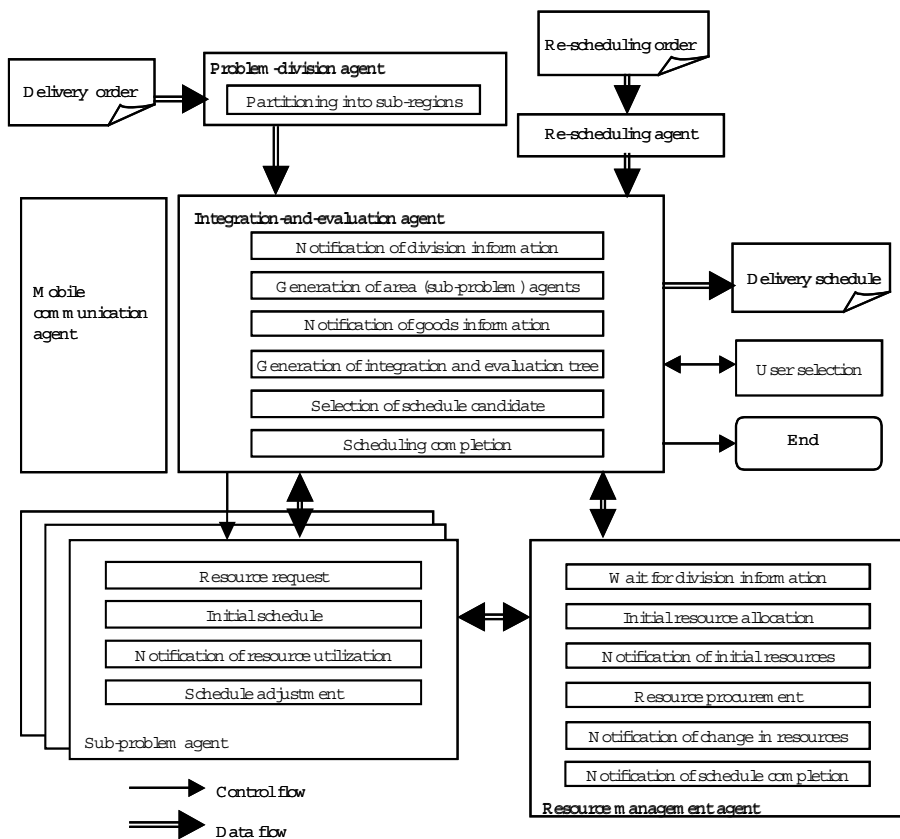 Delivery order
Problem-division agent
Partitioning into sub-regions
Re-scheduling
order
Re-scheduling agent
Mobile
communication
agent
Integration-and-evaluation agent
Notification of division information
Generation of area (sub-problem) agents
Notification of goods information
Generation of integration and evaluation tree
Selection of schedule candidate
Scheduling completion
Delivery schedule
User selection
End
Resource request
Initial schedule
Notification of resource utilization
Schedule adjustment
Sub-problem agent
Wait for division information
Initial resource allocation
Notification of initial resources
Resource procurement
Notification of change in resources
Notification of schedule completion
Resource management agent
Control flow
Data flow